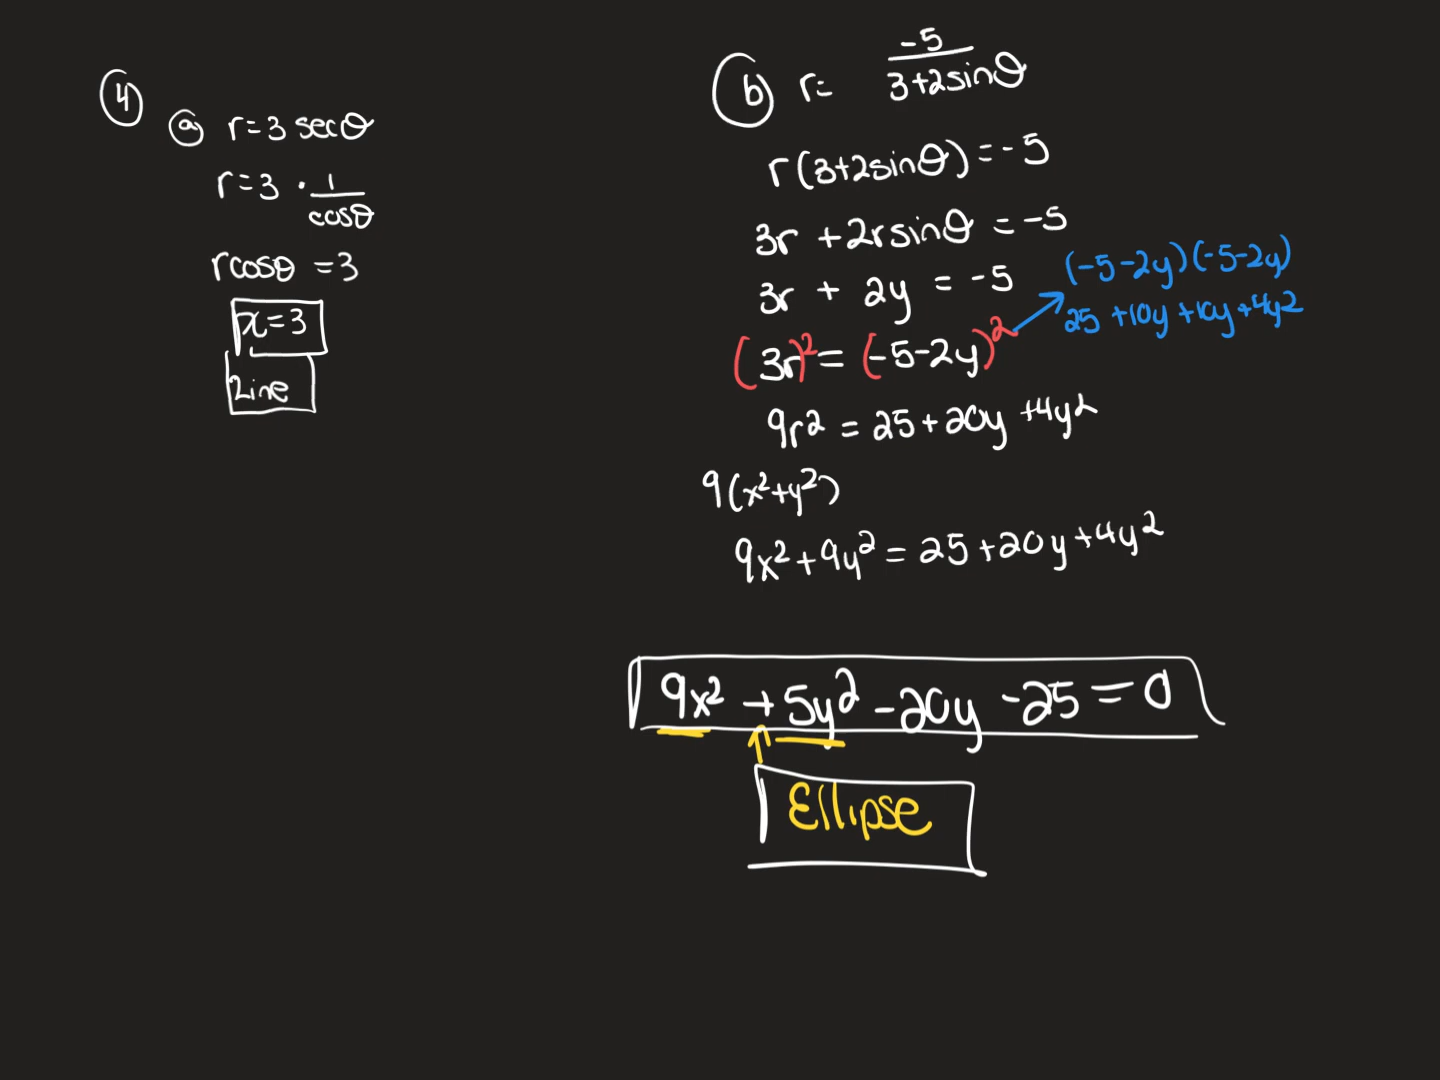 4
a r = 3 secθ
r = 3 · 1/cosθ
rcosθ = 3
x = 3
Line
b r = -5/(3+2sinθ)
r(3+2sinθ) = -5
3r + 2rsinθ = -5
3r + 2y = -5
(3r)² = (-5-2y)²
(-5-2y)(-5-2y)
25 +10y +10y +4y²
9r² = 25+20y +4y²
9(x²+y²)
9x²+9y² = 25+20y+4y²
9x² + 5y² - 20y - 25 = 0
Ellipse